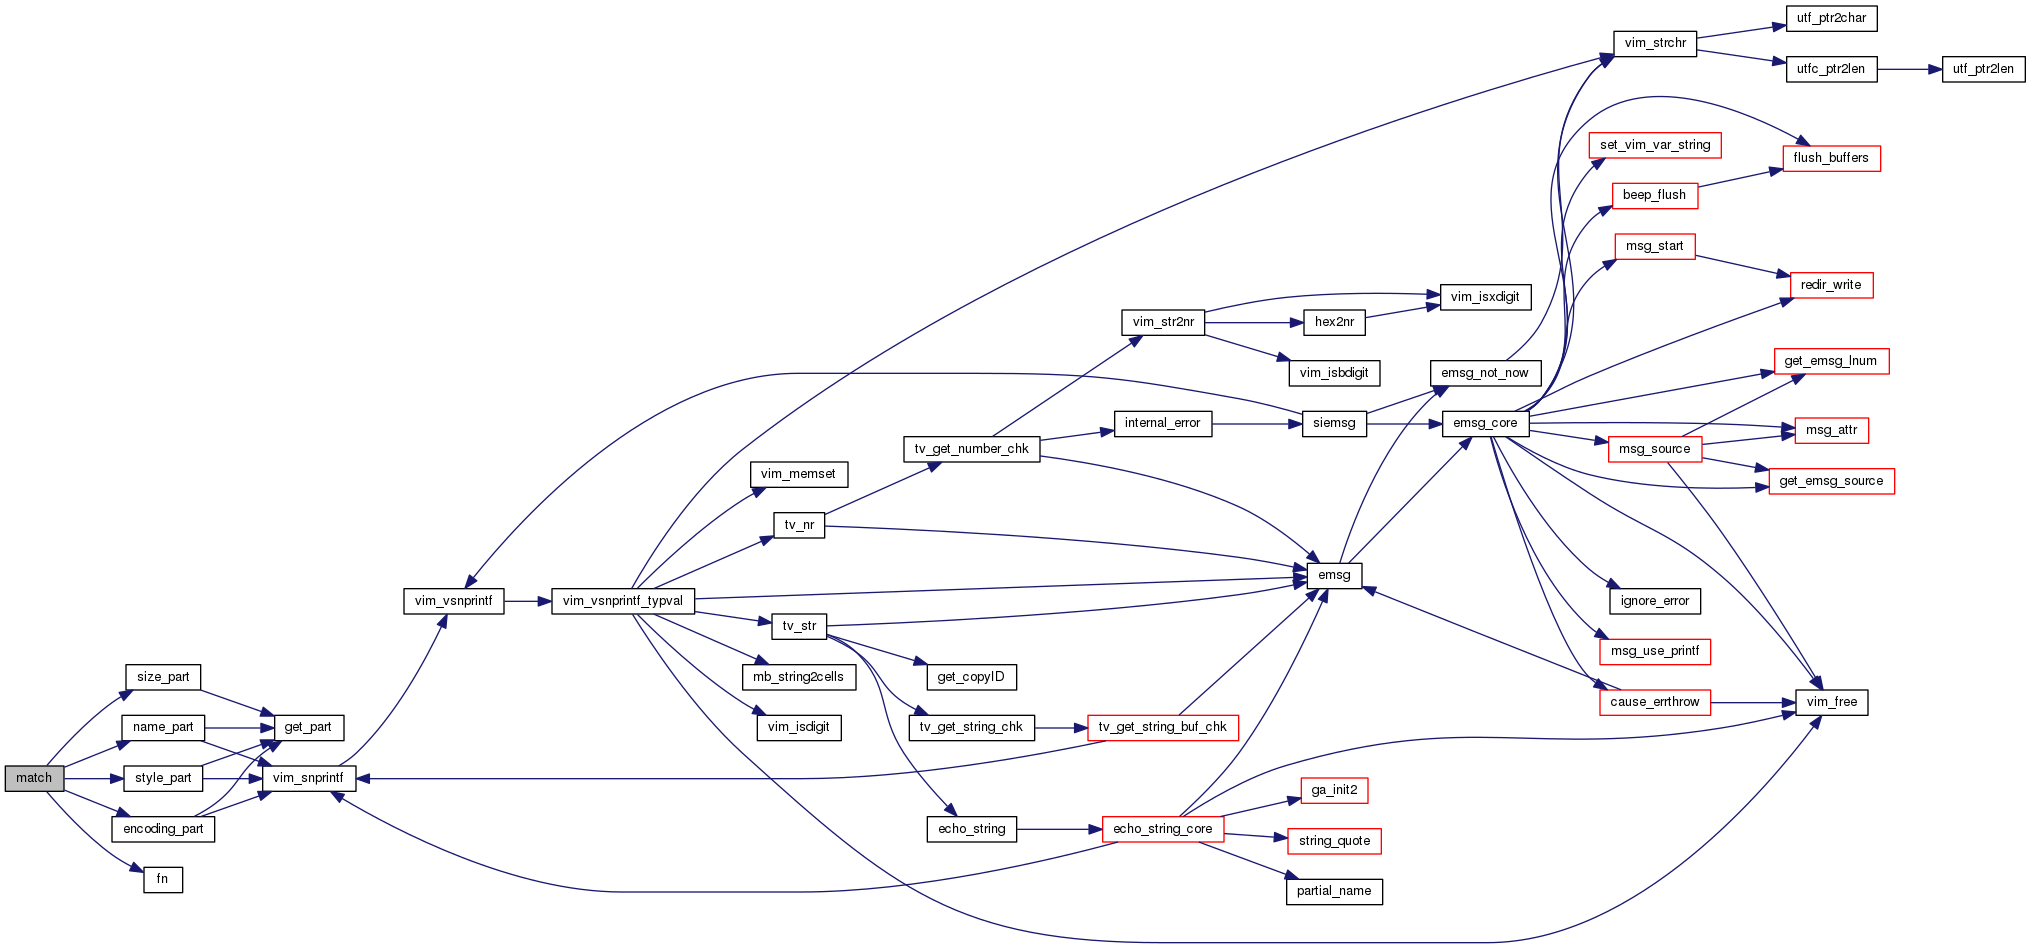 match
size_part
name_part
style_part
encoding_part
fn
get_part
vim_snprintf
vim_vsnprintf
vim_vsnprintf_typval
vim_memset
tv_nr
tv_str
mb_string2cells
vim_isdigit
tv_get_number_chk
get_copyID
tv_get_string_chk
echo_string
vim_str2nr
internal_error
tv_get_string_buf_chk
echo_string_core
hex2nr
vim_isbdigit
siemsg
emsg
ga_init2
string_quote
partial_name
vim_isxdigit
emsg_not_now
emsg_core
vim_strchr
set_vim_var_string
beep_flush
msg_start
msg_source
ignore_error
msg_use_printf
cause_errthrow
utf_ptr2char
utfc_ptr2len
flush_buffers
redir_write
get_emsg_lnum
msg_attr
get_emsg_source
vim_free
utf_ptr2len